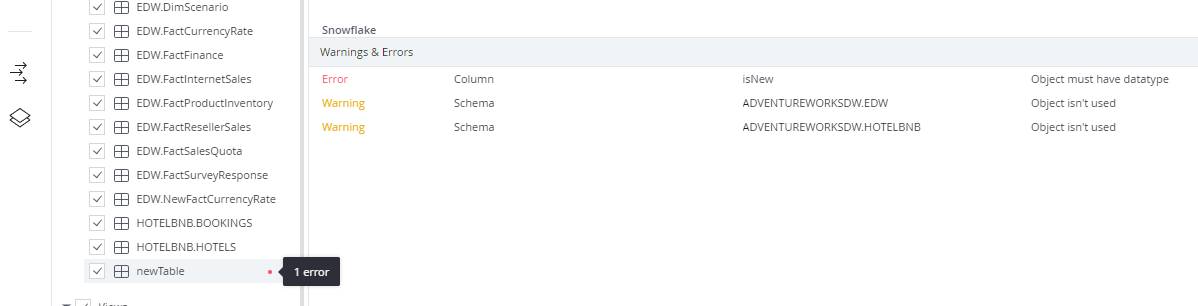 EDW.DimScenario
EDW.FactCurrencyRate
EDW.FactFinance
EDW.FactInternetSales
EDW.FactProductInventory
EDW.FactResellerSales
EDW.FactSalesQuota
EDW.FactSurveyResponse
EDW.NewFactCurrencyRate
HOTELBNB.BOOKINGS
HOTELBNB.HOTELS
newTable
1 error
Views
Snowflake
Warnings & Errors
Error Column isNew Object must have datatype
Warning Schema ADVENTUREWORKSDW.EDW Object isn't used
Warning Schema ADVENTUREWORKSDW.HOTELBNB Object isn't used